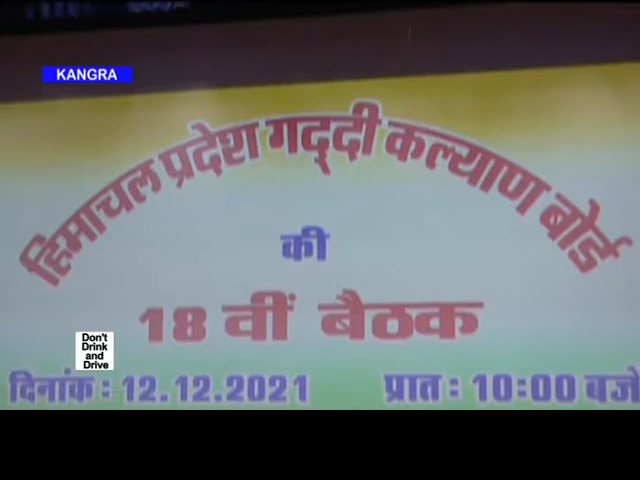 KANGRA
हिमाचल प्रदेश गद्दी कल्याण बोर्ड
की
18 वीं बैठक
Don't
Drink
and
Drive
दिनांक : 12.12.2021 प्रात : 10:00 बजे